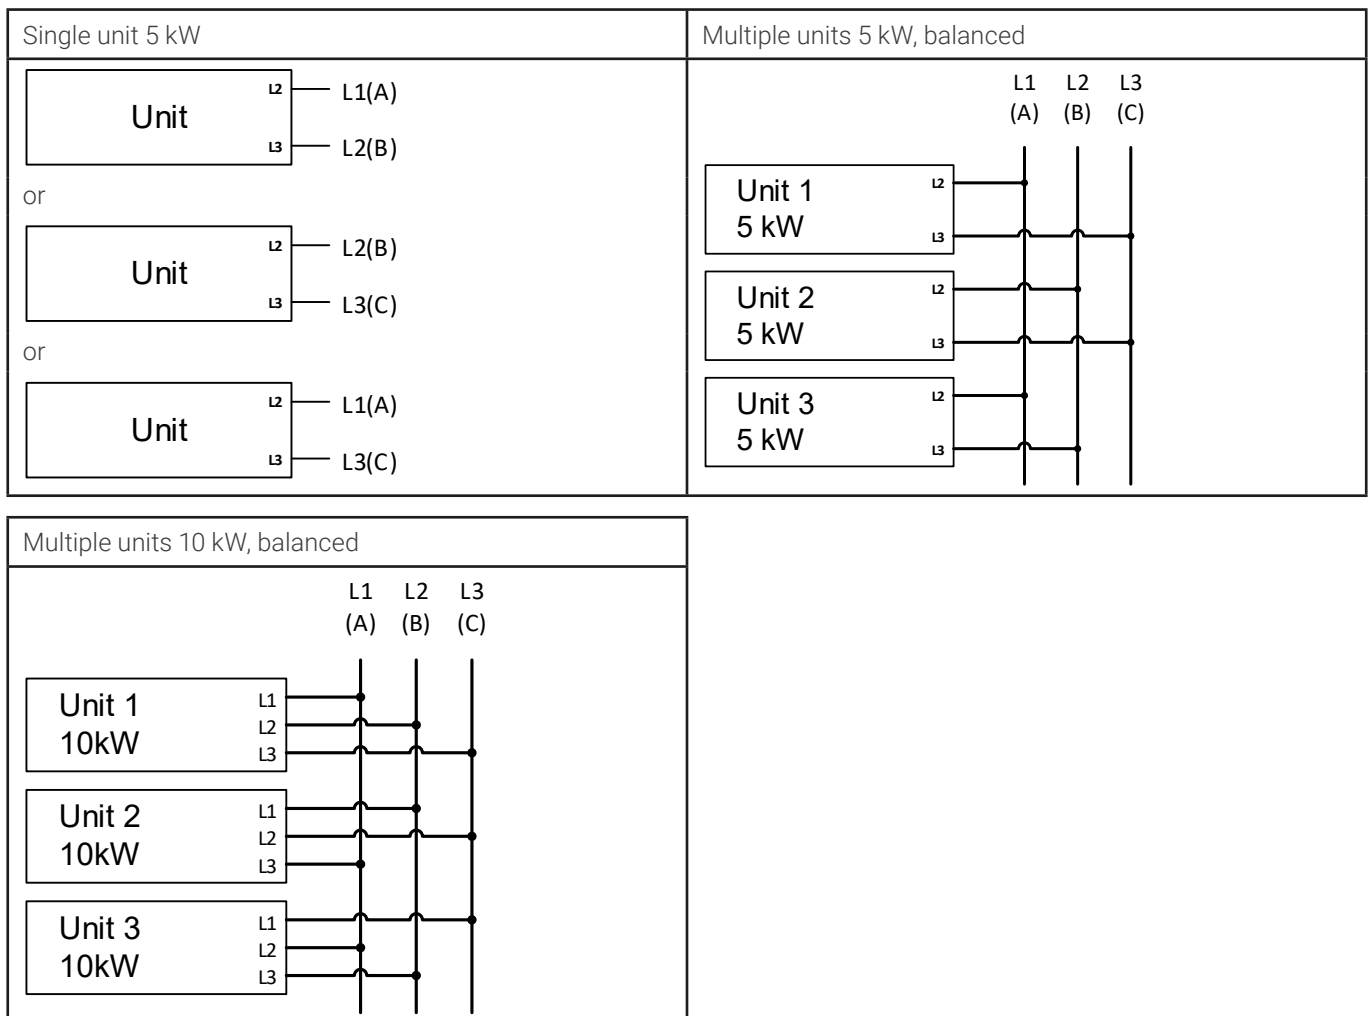 Single unit 5 kW
Unit
L2
L1(A)
L3
L2(B)
or
Unit
L2
L2(B)
L3
L3(C)
or
Unit
L2
L1(A)
L3
L3(C)
Multiple units 5 kW, balanced
L1 L2 L3
(A) (B) (C)
Unit 1
5 kW
L2
L3
Unit 2
5 kW
L2
L3
Unit 3
5 kW
L2
L3
Multiple units 10 kW, balanced
L1 L2 L3
(A) (B) (C)
Unit 1
10kW
L1
L2
L3
Unit 2
10kW
L1
L2
L3
Unit 3
10kW
L1
L2
L3